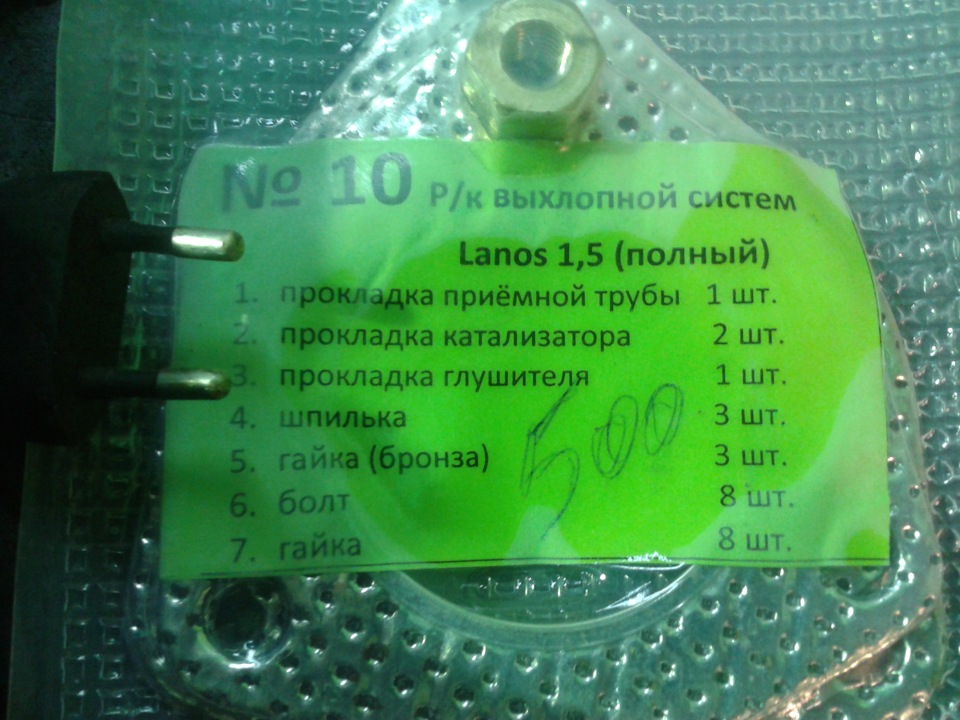 № 10 Р/к выхлопной систем
Lanos 1,5 (полный)
1. прокладка приёмной трубы 1 шт.
2. прокладка катализатора 2 шт.
3. прокладка глушителя 1 шт.
4. шпилька 3 шт.
5. гайка (бронза) 3 шт.
6. болт 8 шт.
7. гайка 8 шт.
500